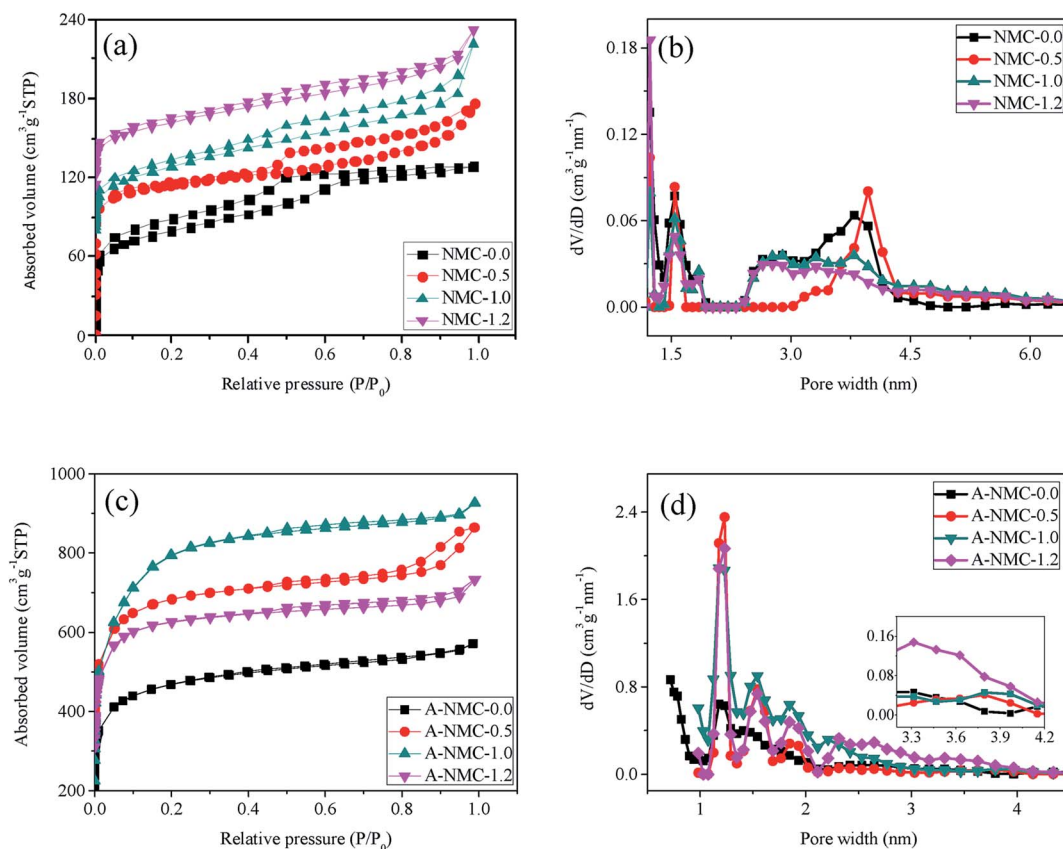 (a)
Absorbed volume (cm³ g⁻¹STP)
240
180
120
60
0
0.0 0.2 0.4 0.6 0.8 1.0
Relative pressure (P/P₀)
NMC-0.0
NMC-0.5
NMC-1.0
NMC-1.2
(b)
dV/dD (cm³ g⁻¹ nm⁻¹)
0.18
0.12
0.06
0.00
1.5 3.0 4.5 6.0
Pore width (nm)
NMC-0.0
NMC-0.5
NMC-1.0
NMC-1.2
(c)
Absorbed volume (cm³ g⁻¹STP)
1000
800
600
400
200
0.0 0.2 0.4 0.6 0.8 1.0
Relative pressure (P/P₀)
A-NMC-0.0
A-NMC-0.5
A-NMC-1.0
A-NMC-1.2
(d)
dV/dD (cm³ g⁻¹nm⁻¹)
2.4
1.6
0.8
0.0
1 2 3 4
Pore width (nm)
A-NMC-0.0
A-NMC-0.5
A-NMC-1.0
A-NMC-1.2
0.16
0.08
0.00
3.3 3.6 3.9 4.2